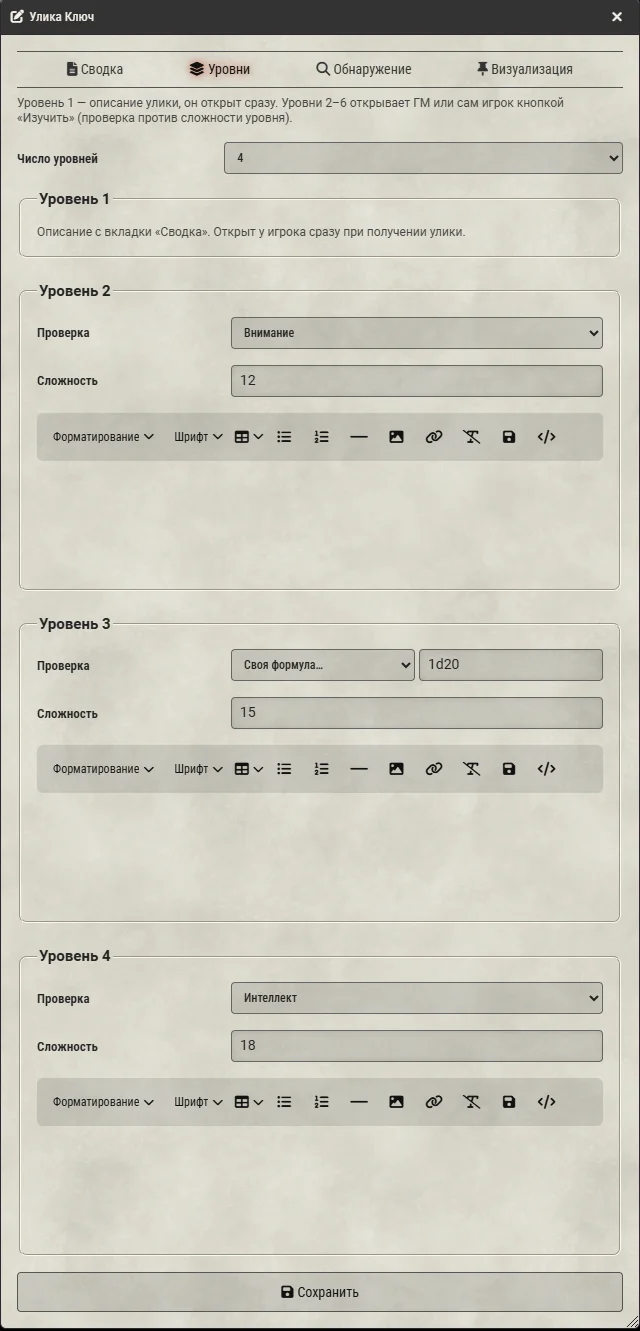 Улика Ключ
Сводка
Уровни
Обнаружение
Визуализация
Уровень 1 — описание улики, он открыт сразу. Уровни 2–6 открывает ГМ или сам игрок кнопкой
«Изучить» (проверка против сложности уровня).
Число уровней
4
Уровень 1
Описание с вкладки «Сводка». Открыт у игрока сразу при получении улики.
Уровень 2
Проверка
Внимание
Сложность
12
Форматирование
Шрифт
Уровень 3
Проверка
Своя формула...
1d20
Сложность
15
Форматирование
Шрифт
Уровень 4
Проверка
Интеллект
Сложность
18
Форматирование
Шрифт
Сохранить